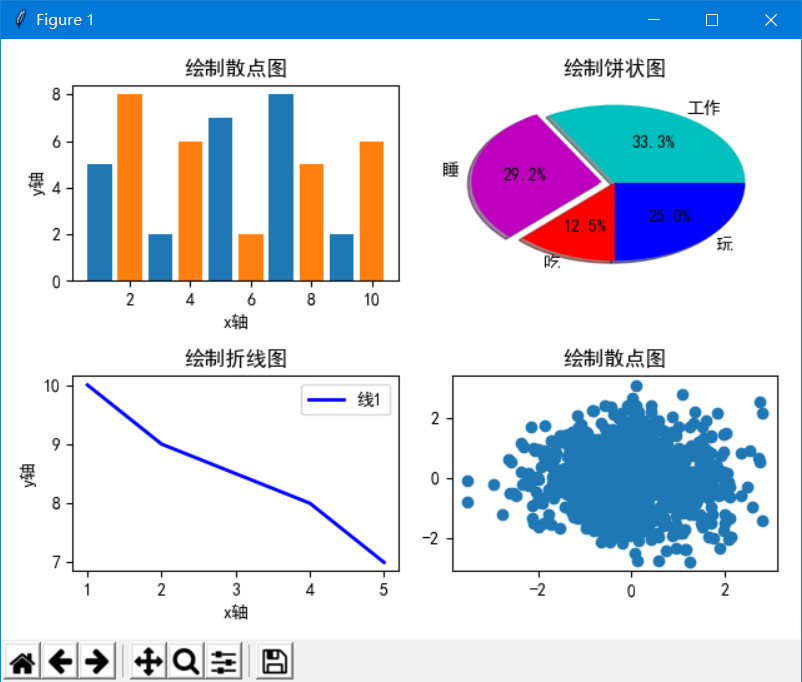 Figure 1
绘制散点图
8
6
4
2
0
y轴
2 4 6 8 10
x轴
绘制饼状图
工作
33.3%
睡
29.2%
12.5%
25.0%
吃
玩
绘制折线图
线1
10
9
8
7
y轴
1 2 3 4 5
x轴
绘制散点图
2
0
−2
−2 0 2